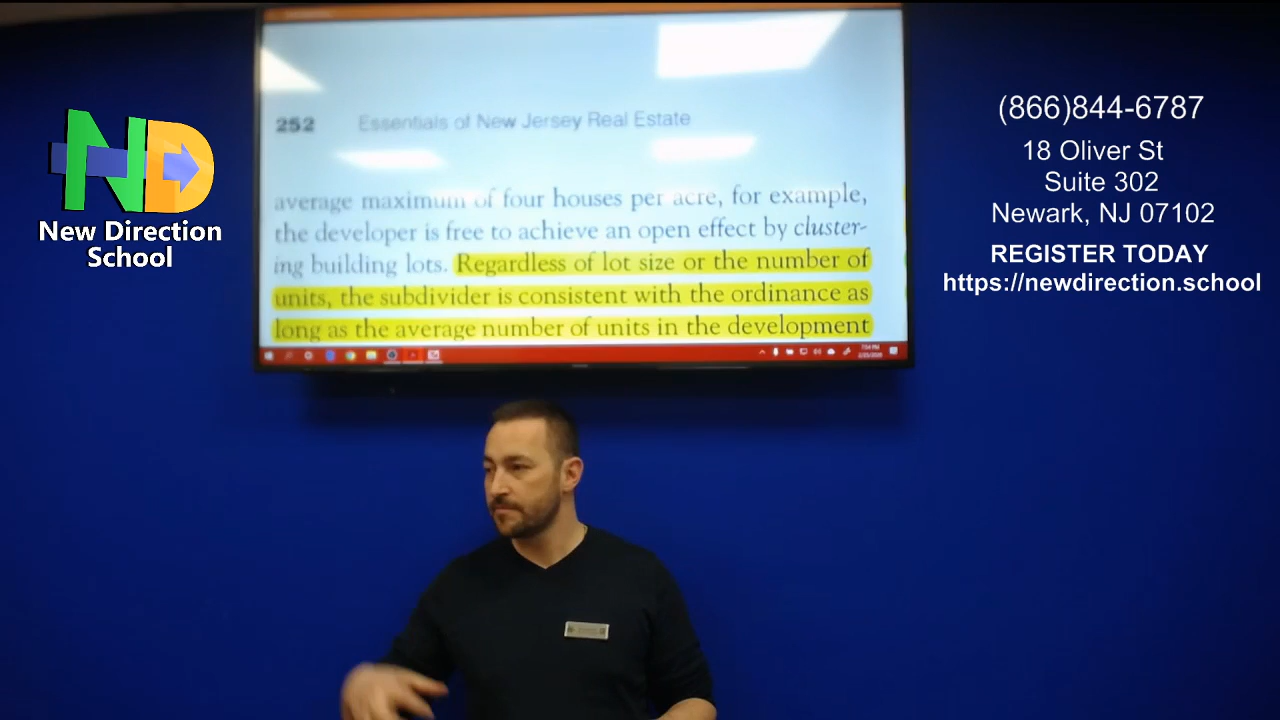 ND
New Direction
School
252 Essentials of New Jersey Real Estate
average maximum of four houses per acre, for example,
the developer is free to achieve an open effect by cluster-
ing building lots. Regardless of lot size or the number of
units, the subdivider is consistent with the ordinance as
long as the average number of units in the development
(866)844-6787
18 Oliver St
Suite 302
Newark, NJ 07102
REGISTER TODAY
https://newdirection.school